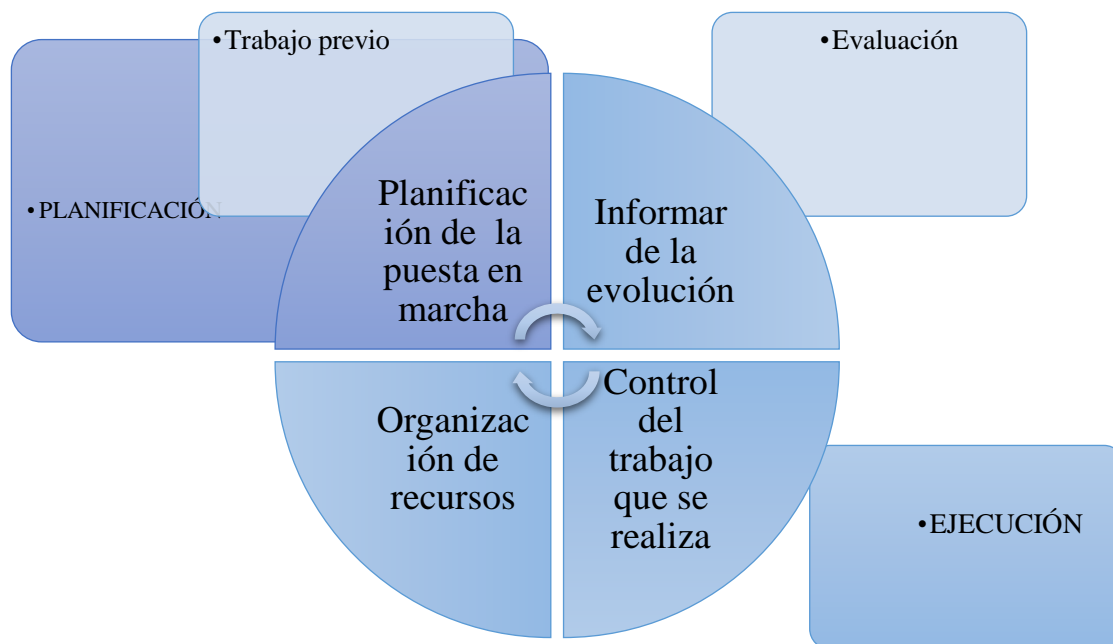 •Trabajo previo
•Evaluación
•PLANIFICACIÓN
Planificac
ión de la
puesta en
marcha
Informar
de la
evolución
Organizac
ión de
recursos
Control
del
trabajo
que se
realiza
•EJECUCIÓN